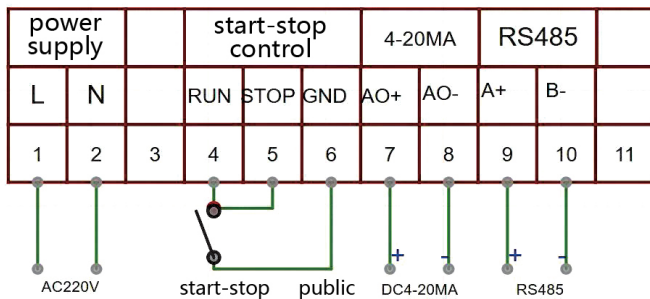 power supply start-stop control 4-20MA RS485
L N RUN STOP GND AO+ AO- A+ B-
1 2 3 4 5 6 7 8 9 10 11
+ - + -
AC220V start-stop public DC4-20MA RS485